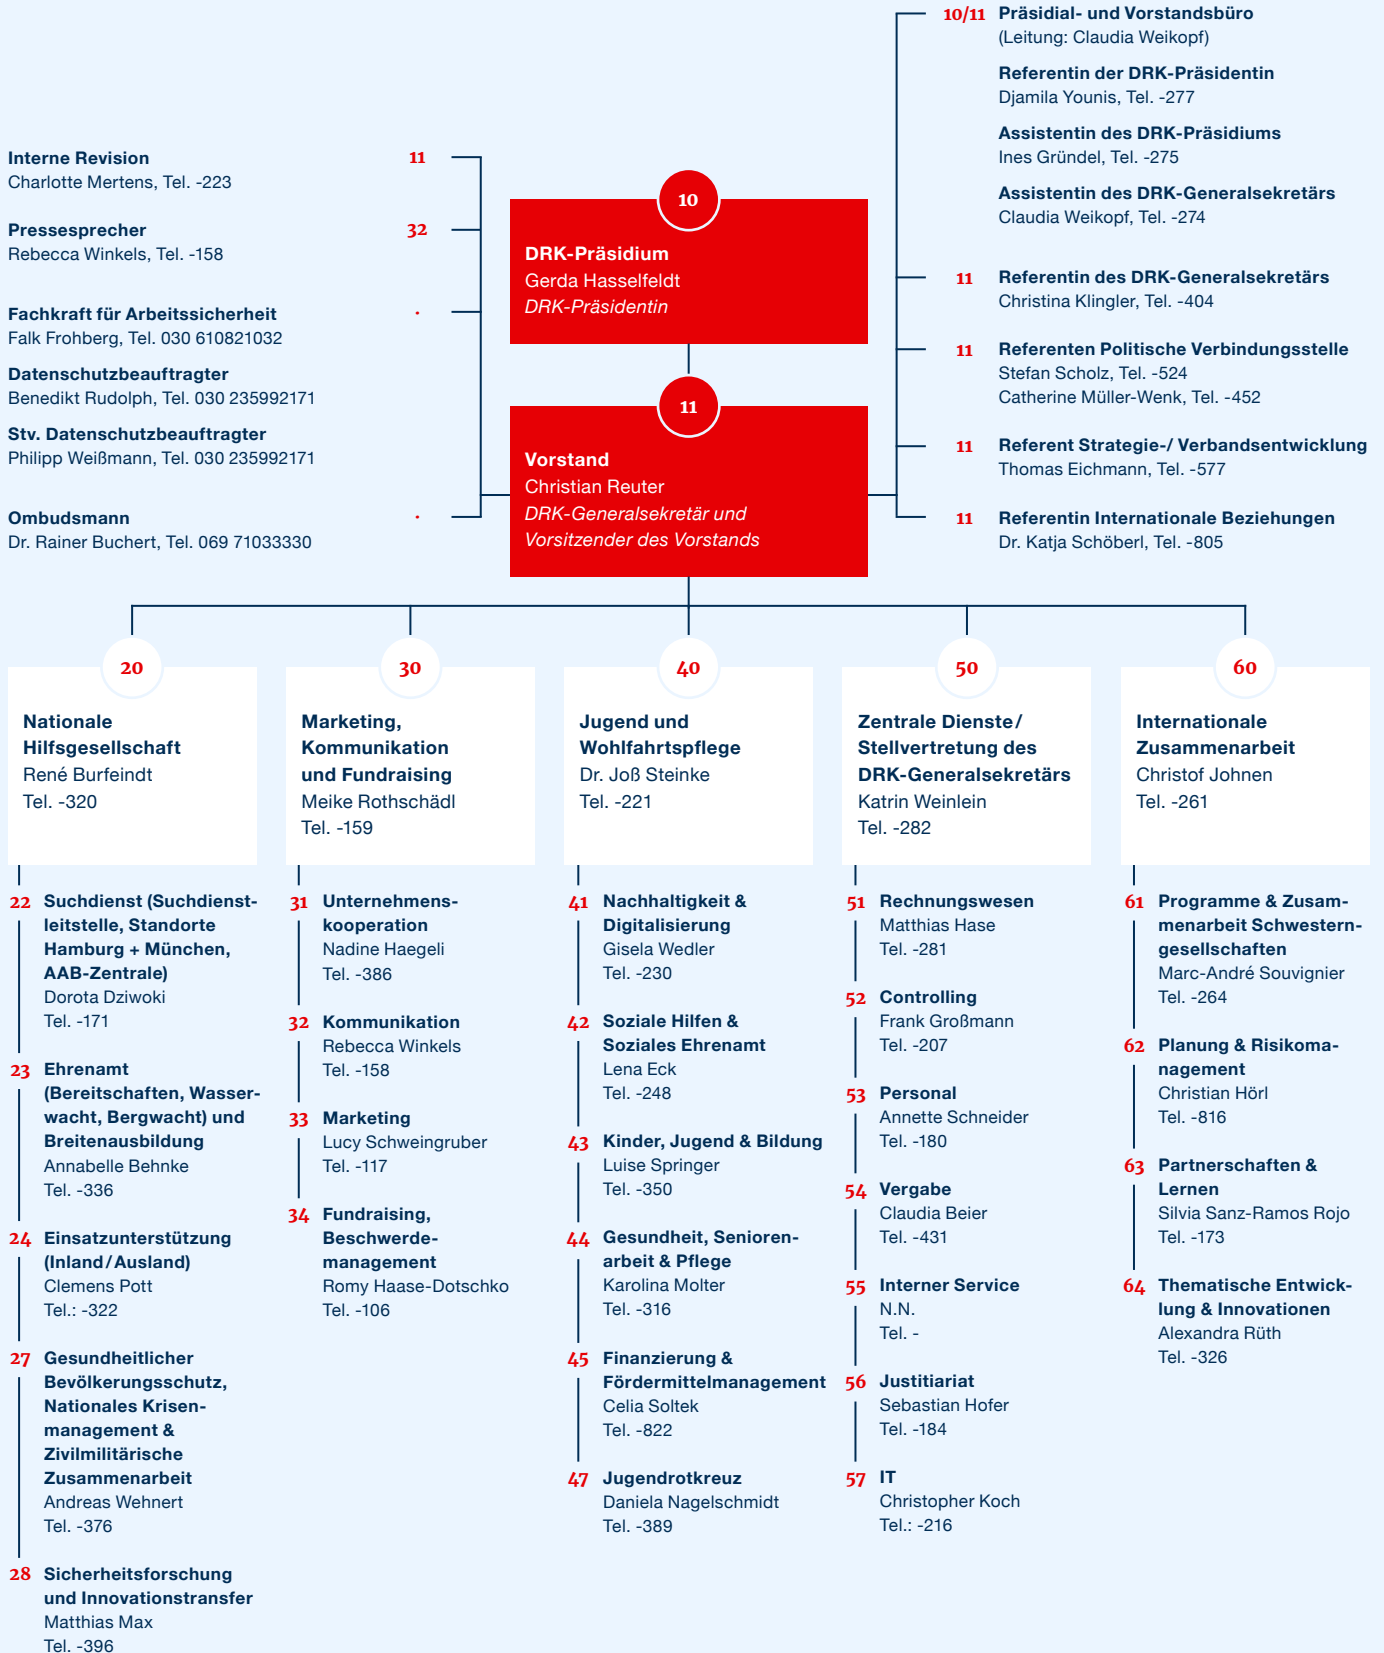 10/11 Präsidial- und Vorstandsbüro
(Leitung: Claudia Weikopf)
Referentin der DRK-Präsidentin
Djamila Younis, Tel. -277
Assistentin des DRK-Präsidiums
Ines Gründel, Tel. -275
Assistentin des DRK-Generalsekretärs
Claudia Weikopf, Tel. -274
11 Referentin des DRK-Generalsekretärs
Christina Klingler, Tel. -404
11 Referenten Politische Verbindungsstelle
Stefan Scholz, Tel. -524
Catherine Müller-Wenk, Tel. -452
11 Referent Strategie-/ Verbandsentwicklung
Thomas Eichmann, Tel. -577
11 Referentin Internationale Beziehungen
Dr. Katja Schöberl, Tel. -805
Interne Revision 11
Charlotte Mertens, Tel. -223
Pressesprecher 32
Rebecca Winkels, Tel. -158
Fachkraft für Arbeitssicherheit ·
Falk Frohberg, Tel. 030 610821032
Datenschutzbeauftragter
Benedikt Rudolph, Tel. 030 235992171
Stv. Datenschutzbeauftragter
Philipp Weißmann, Tel. 030 235992171
Ombudsmann ·
Dr. Rainer Buchert, Tel. 069 71033330
10
DRK-Präsidium
Gerda Hasselfeldt
DRK-Präsidentin
11
Vorstand
Christian Reuter
DRK-Generalsekretär und
Vorsitzender des Vorstands
20
Nationale
Hilfsgesellschaft
René Burfeindt
Tel. -320
22 Suchdienst (Suchdienst-
leitstelle, Standorte
Hamburg + München,
AAB-Zentrale)
Dorota Dziwoki
Tel. -171
23 Ehrenamt
(Bereitschaften, Wasser-
wacht, Bergwacht) und
Breitenausbildung
Annabelle Behnke
Tel. -336
24 Einsatzunterstützung
(Inland/Ausland)
Clemens Pott
Tel.: -322
27 Gesundheitlicher
Bevölkerungsschutz,
Nationales Krisen-
management &
Zivilmilitärische
Zusammenarbeit
Andreas Wehnert
Tel. -376
28 Sicherheitsforschung
und Innovationstransfer
Matthias Max
Tel. -396
30
Marketing,
Kommunikation
und Fundraising
Meike Rothschädl
Tel. -159
31 Unternehmens-
kooperation
Nadine Haegeli
Tel. -386
32 Kommunikation
Rebecca Winkels
Tel. -158
33 Marketing
Lucy Schweingruber
Tel. -117
34 Fundraising,
Beschwerde-
management
Romy Haase-Dotschko
Tel. -106
40
Jugend und
Wohlfahrtspflege
Dr. Joß Steinke
Tel. -221
41 Nachhaltigkeit &
Digitalisierung
Gisela Wedler
Tel. -230
42 Soziale Hilfen &
Soziales Ehrenamt
Lena Eck
Tel. -248
43 Kinder, Jugend & Bildung
Luise Springer
Tel. -350
44 Gesundheit, Senioren-
arbeit & Pflege
Karolina Molter
Tel. -316
45 Finanzierung &
Fördermittelmanagement
Celia Soltek
Tel. -822
47 Jugendrotkreuz
Daniela Nagelschmidt
Tel. -389
50
Zentrale Dienste/
Stellvertretung des
DRK-Generalsekretärs
Katrin Weinlein
Tel. -282
51 Rechnungswesen
Matthias Hase
Tel. -281
52 Controlling
Frank Großmann
Tel. -207
53 Personal
Annette Schneider
Tel. -180
54 Vergabe
Claudia Beier
Tel. -431
55 Interner Service
N.N.
Tel. -
56 Justitiariat
Sebastian Hofer
Tel. -184
57 IT
Christopher Koch
Tel.: -216
60
Internationale
Zusammenarbeit
Christof Johnen
Tel. -261
61 Programme & Zusam-
menarbeit Schwestern-
gesellschaften
Marc-André Souvignier
Tel. -264
62 Planung & Risikoma-
nagement
Christian Hörl
Tel. -816
63 Partnerschaften &
Lernen
Silvia Sanz-Ramos Rojo
Tel. -173
64 Thematische Entwick-
lung & Innovationen
Alexandra Rüth
Tel. -326